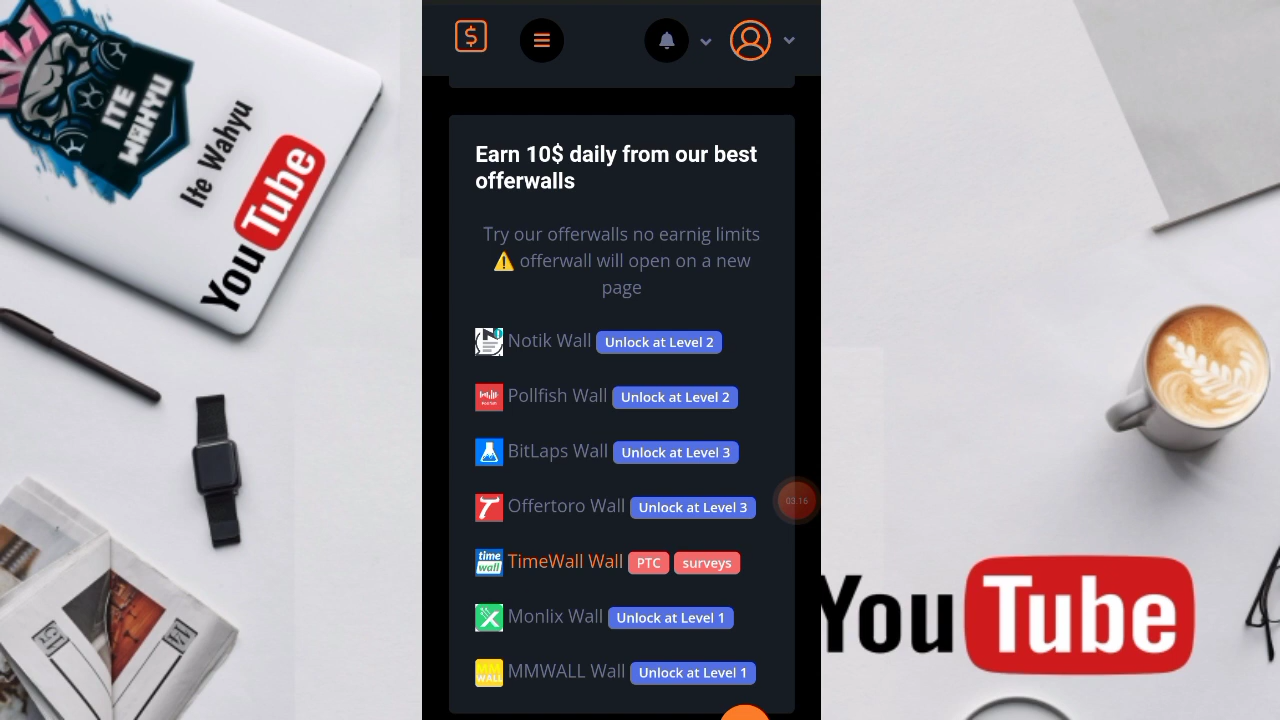 ITE
WAHYU
Ite Wahyu
YouTube
Earn 10$ daily from our best
offerwalls
Try our offerwalls no earnig limits
⚠️ offerwall will open on a new
page
Notik Wall Unlock at Level 2
Pollfish Wall Unlock at Level 2
BitLaps Wall Unlock at Level 3
Offertoro Wall Unlock at Level 3
03:16
time
wall
TimeWall Wall PTC surveys
Monlix Wall Unlock at Level 1
MM
WALL
MMWALL Wall Unlock at Level 1
YouTube